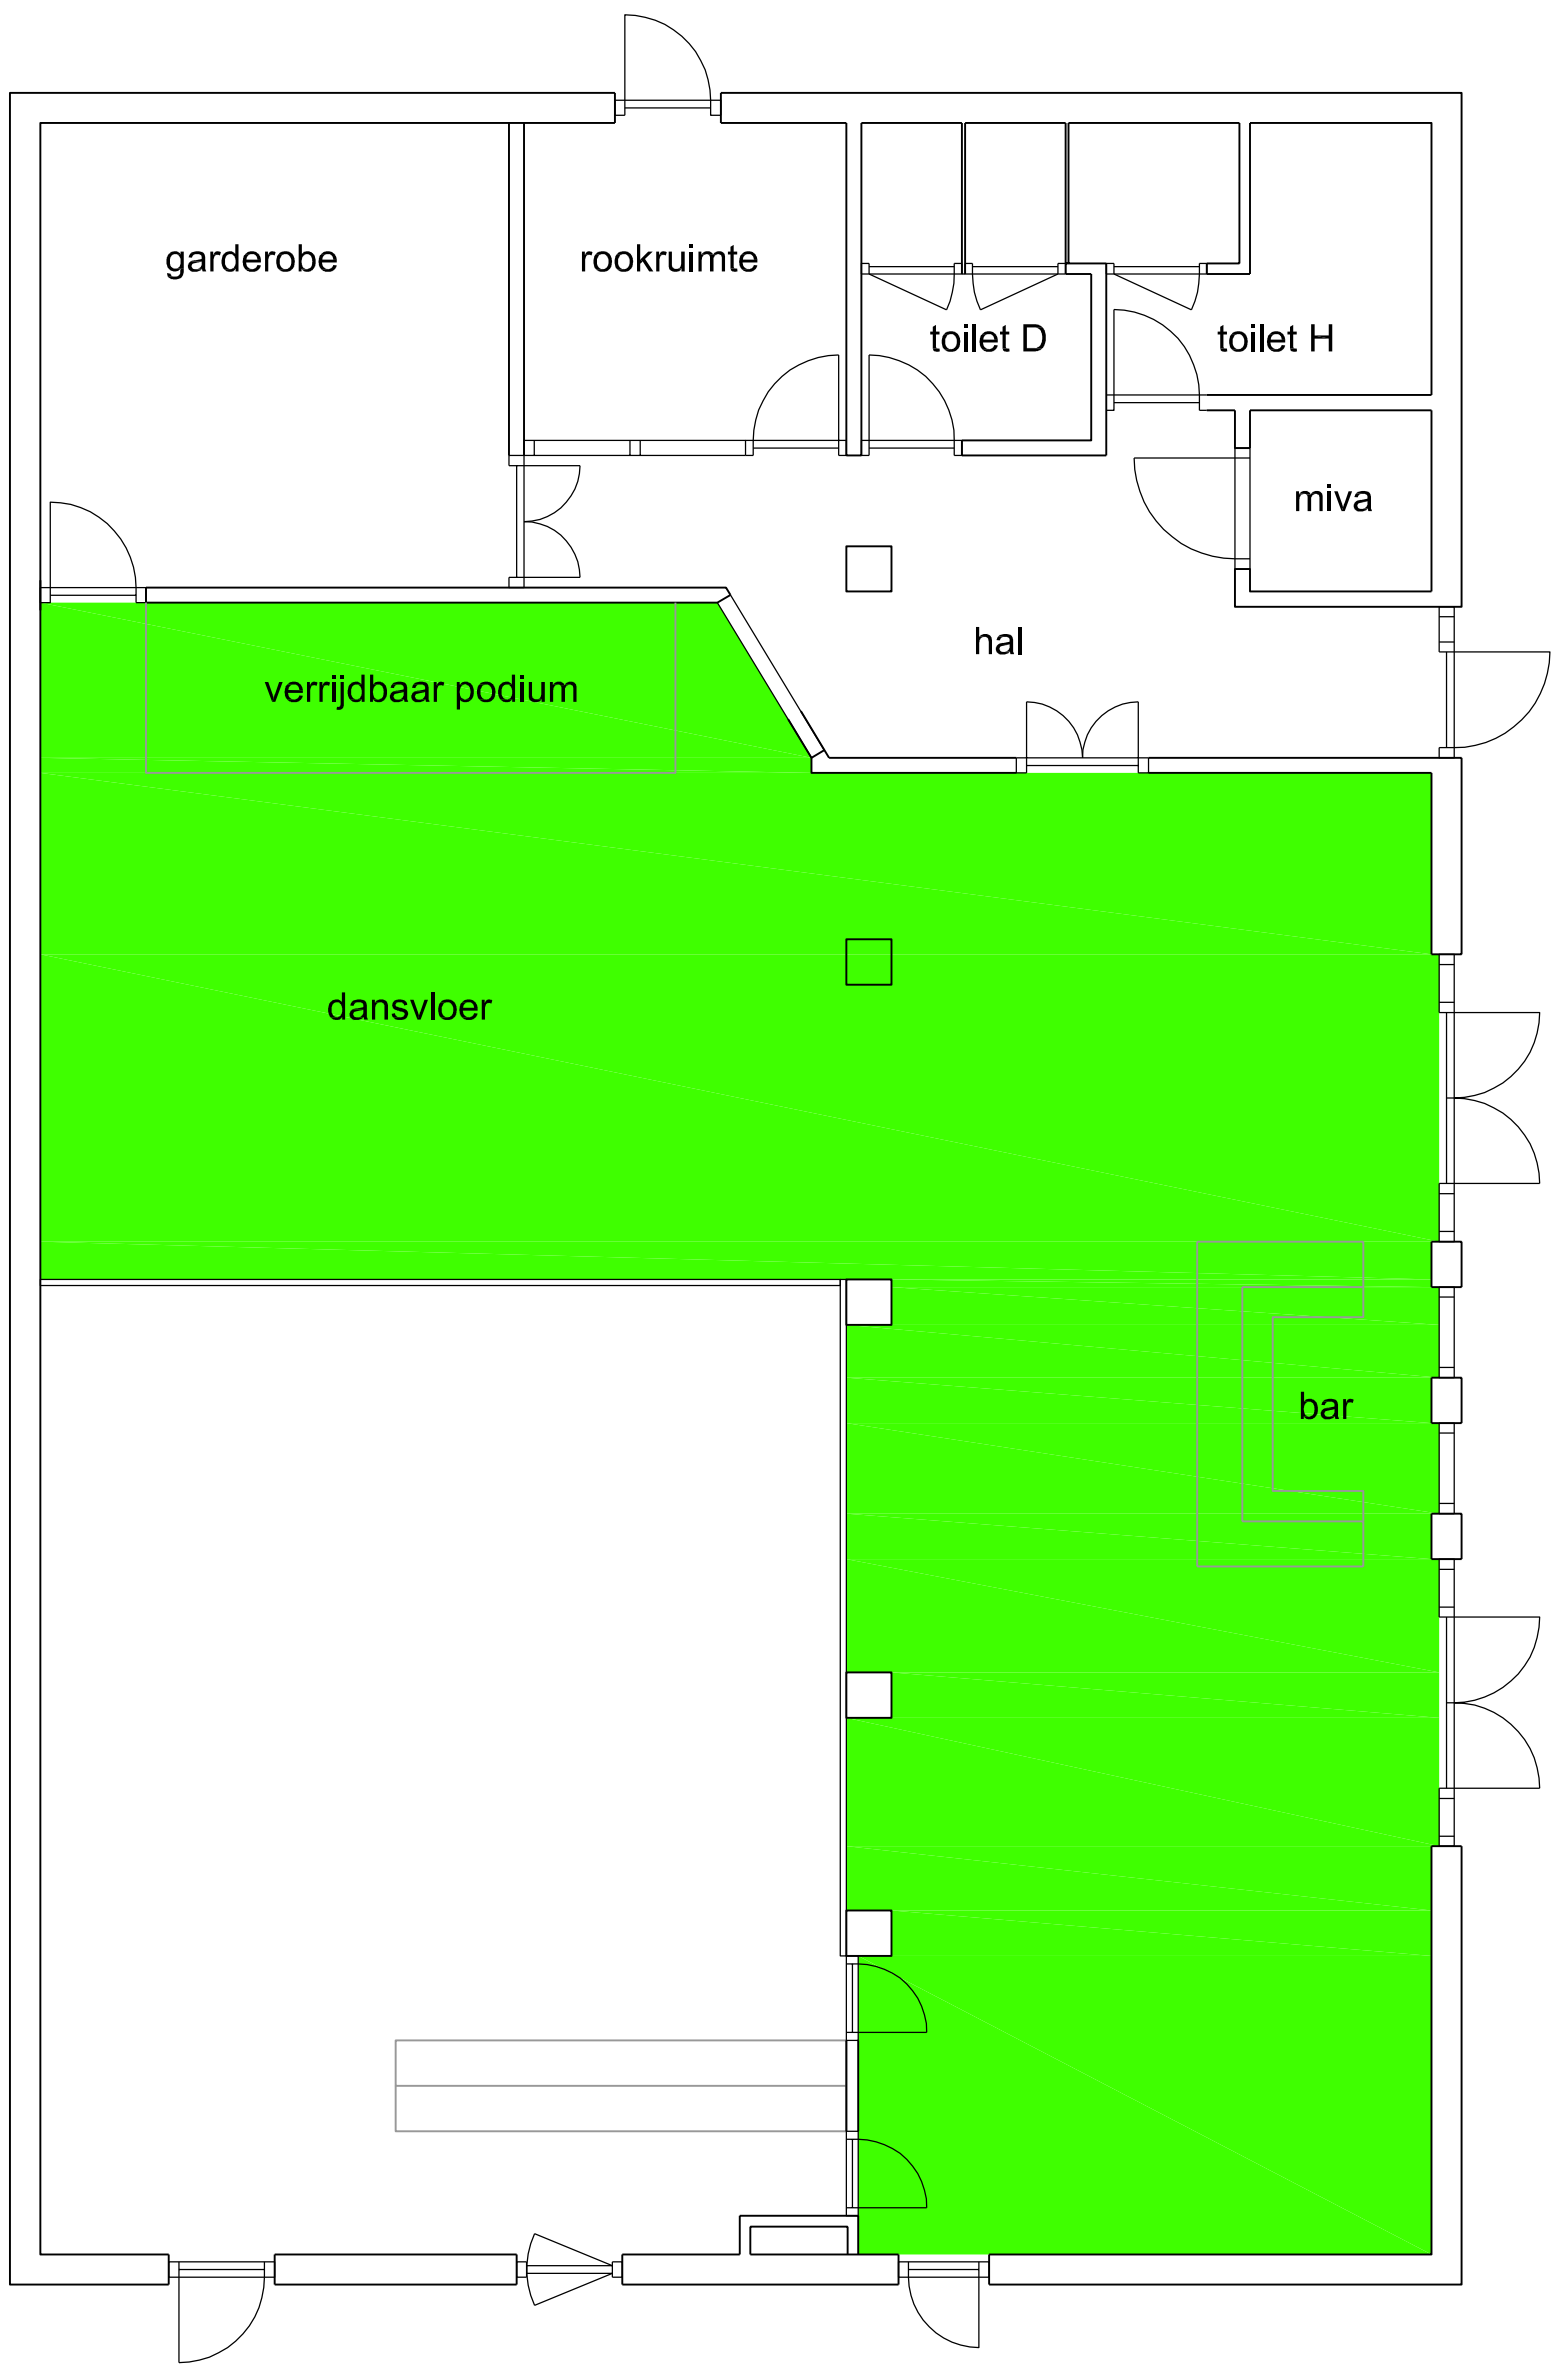 garderobe
rookruimte
toilet D
toilet H
miva
hal
verrijdbaar podium
dansvloer
bar